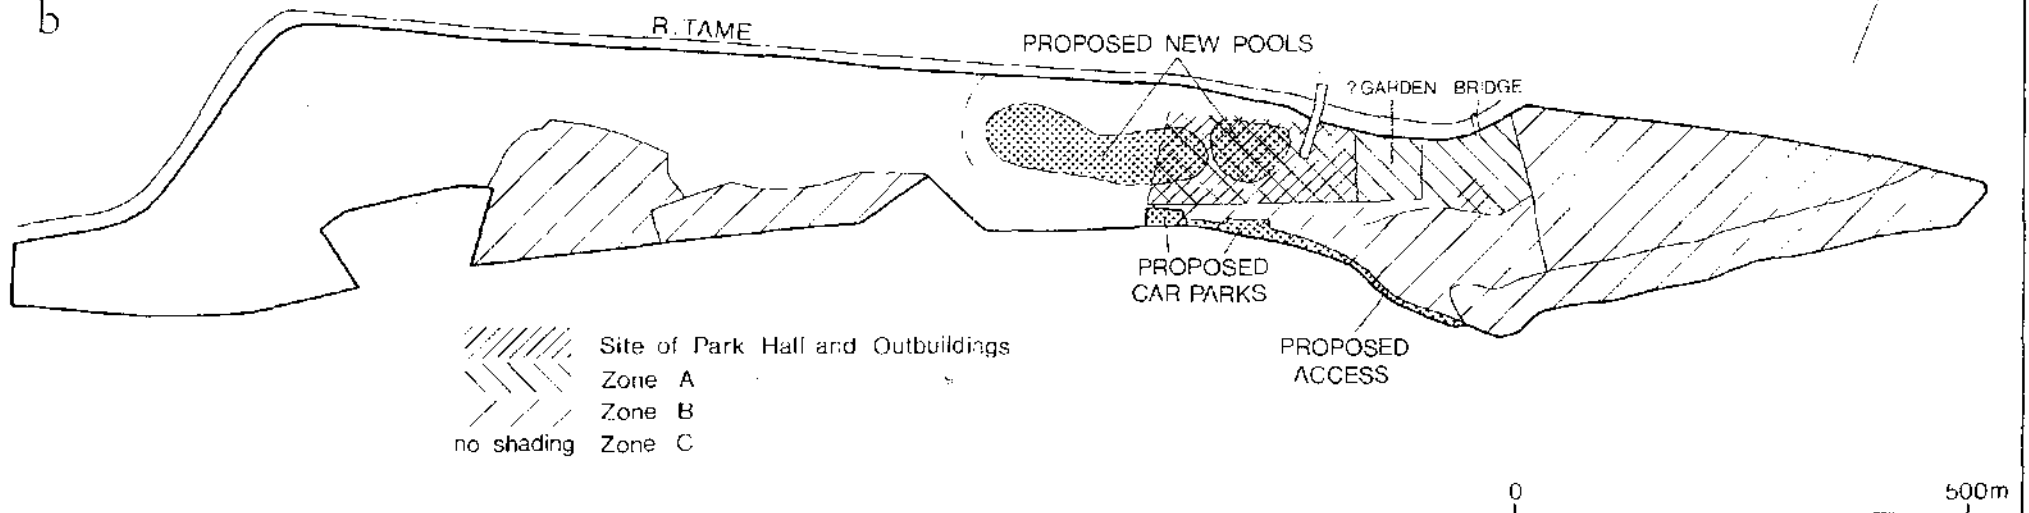 b
R. TAME
PROPOSED NEW POOLS
? GARDEN BRIDGE
PROPOSED
CAR PARKS
PROPOSED
ACCESS
Site of Park Hall and Outbuildings
Zone A
Zone B
no shading Zone C
0 500m